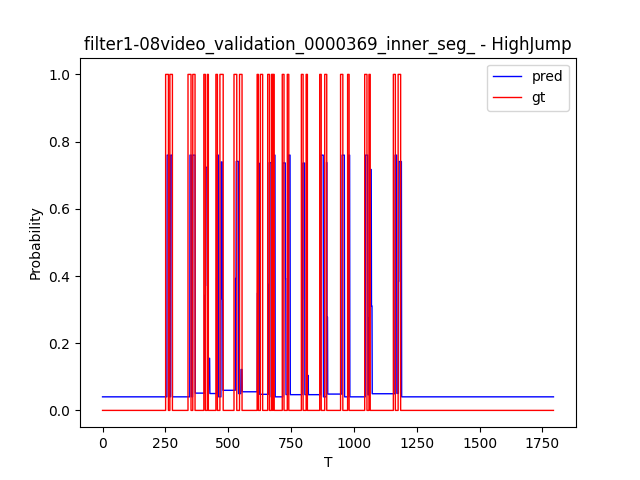 filter1-08video_validation_0000369_inner_seg_ - HighJump
pred
gt
1.0
0.8
0.6
0.4
0.2
0.0
Probability
0 250 500 750 1000 1250 1500 1750
T